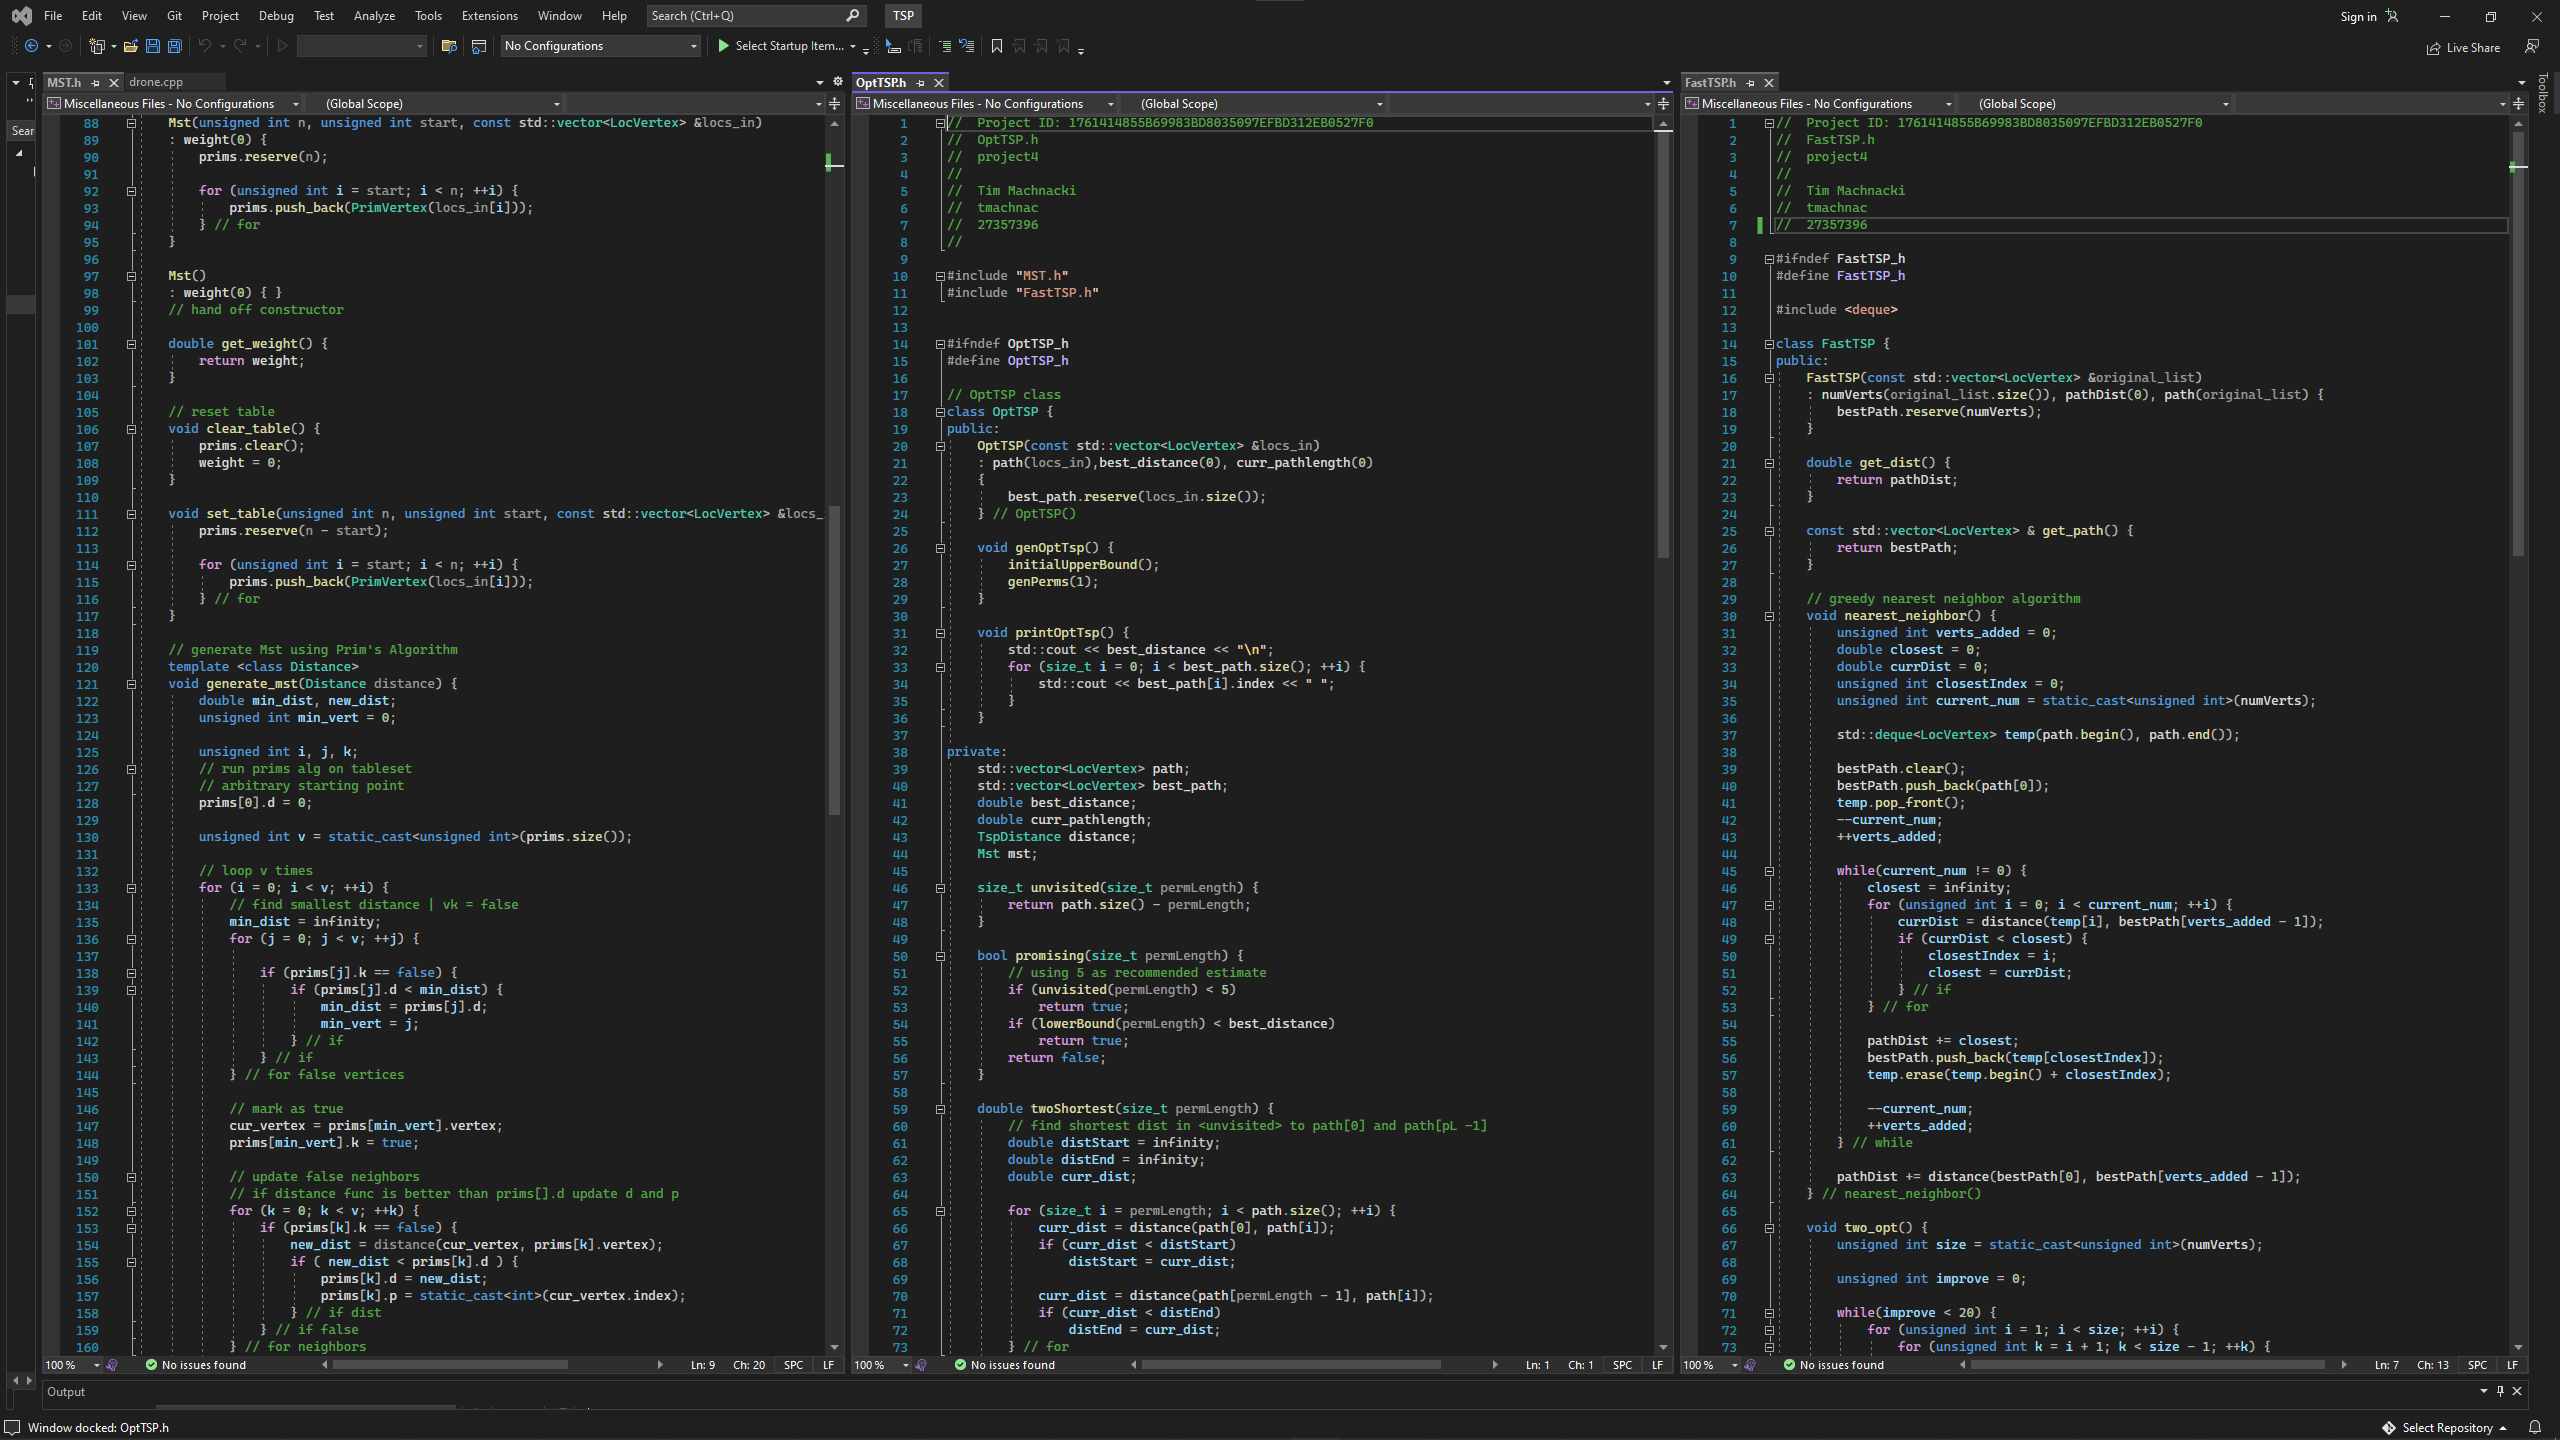 File Edit View Git Project Debug Test Analyze Tools Extensions Window Help Search (Ctrl+Q) TSP Sign in
No Configurations Select Startup Item... Live Share
MST.h drone.cpp
Miscellaneous Files - No Configurations (Global Scope)
88 Mst(unsigned int n, unsigned int start, const std::vector<LocVertex> &locs_in)
89 : weight(0) {
90 prims.reserve(n);
91
92 for (unsigned int i = start; i < n; ++i) {
93 prims.push_back(PrimVertex(locs_in[i]));
94 } // for
95 }
96
97 Mst()
98 : weight(0) { }
99 // hand off constructor
100
101 double get_weight() {
102 return weight;
103 }
104
105 // reset table
106 void clear_table() {
107 prims.clear();
108 weight = 0;
109 }
110
111 void set_table(unsigned int n, unsigned int start, const std::vector<LocVertex> &locs_
112 prims.reserve(n - start);
113
114 for (unsigned int i = start; i < n; ++i) {
115 prims.push_back(PrimVertex(locs_in[i]));
116 } // for
117 }
118
119 // generate Mst using Prim's Algorithm
120 template <class Distance>
121 void generate_mst(Distance distance) {
122 double min_dist, new_dist;
123 unsigned int min_vert = 0;
124
125 unsigned int i, j, k;
126 // run prims alg on tableset
127 // arbitrary starting point
128 prims[0].d = 0;
129
130 unsigned int v = static_cast<unsigned int>(prims.size());
131
132 // loop v times
133 for (i = 0; i < v; ++i) {
134 // find smallest distance | vk = false
135 min_dist = infinity;
136 for (j = 0; j < v; ++j) {
137
138 if (prims[j].k == false) {
139 if (prims[j].d < min_dist) {
140 min_dist = prims[j].d;
141 min_vert = j;
142 } // if
143 } // if
144 } // for false vertices
145
146 // mark as true
147 cur_vertex = prims[min_vert].vertex;
148 prims[min_vert].k = true;
149
150 // update false neighbors
151 // if distance func is better than prims[].d update d and p
152 for (k = 0; k < v; ++k) {
153 if (prims[k].k == false) {
154 new_dist = distance(cur_vertex, prims[k].vertex);
155 if ( new_dist < prims[k].d ) {
156 prims[k].d = new_dist;
157 prims[k].p = static_cast<int>(cur_vertex.index);
158 } // if dist
159 } // if false
160 } // for neighbors
100 % No issues found Ln: 9 Ch: 20 SPC LF
OptTSP.h
Miscellaneous Files - No Configurations (Global Scope)
1 // Project ID: 1761414855B69983BD8035097EFBD312EB0527F0
2 // OptTSP.h
3 // project4
4 //
5 // Tim Machnacki
6 // tmachnac
7 // 27357396
8 //
9
10 #include "MST.h"
11 #include "FastTSP.h"
12
13
14 #ifndef OptTSP_h
15 #define OptTSP_h
16
17 // OptTSP class
18 class OptTSP {
19 public:
20 OptTSP(const std::vector<LocVertex> &locs_in)
21 : path(locs_in),best_distance(0), curr_pathlength(0)
22 {
23 best_path.reserve(locs_in.size());
24 } // OptTSP()
25
26 void genOptTsp() {
27 initialUpperBound();
28 genPerms(1);
29 }
30
31 void printOptTsp() {
32 std::cout << best_distance << "\n";
33 for (size_t i = 0; i < best_path.size(); ++i) {
34 std::cout << best_path[i].index << " ";
35 }
36 }
37
38 private:
39 std::vector<LocVertex> path;
40 std::vector<LocVertex> best_path;
41 double best_distance;
42 double curr_pathlength;
43 TspDistance distance;
44 Mst mst;
45
46 size_t unvisited(size_t permLength) {
47 return path.size() - permLength;
48 }
49
50 bool promising(size_t permLength) {
51 // using 5 as recommended estimate
52 if (unvisited(permLength) < 5)
53 return true;
54 if (lowerBound(permLength) < best_distance)
55 return true;
56 return false;
57 }
58
59 double twoShortest(size_t permLength) {
60 // find shortest dist in <unvisited> to path[0] and path[pL -1]
61 double distStart = infinity;
62 double distEnd = infinity;
63 double curr_dist;
64
65 for (size_t i = permLength; i < path.size(); ++i) {
66 curr_dist = distance(path[0], path[i]);
67 if (curr_dist < distStart)
68 distStart = curr_dist;
69
70 curr_dist = distance(path[permLength - 1], path[i]);
71 if (curr_dist < distEnd)
72 distEnd = curr_dist;
73 } // for
100 % No issues found Ln: 1 Ch: 1 SPC LF
FastTSP.h
Miscellaneous Files - No Configurations (Global Scope)
1 // Project ID: 1761414855B69983BD8035097EFBD312EB0527F0
2 // FastTSP.h
3 // project4
4 //
5 // Tim Machnacki
6 // tmachnac
7 // 27357396
8
9 #ifndef FastTSP_h
10 #define FastTSP_h
11
12 #include <deque>
13
14 class FastTSP {
15 public:
16 FastTSP(const std::vector<LocVertex> &original_list)
17 : numVerts(original_list.size()), pathDist(0), path(original_list) {
18 bestPath.reserve(numVerts);
19 }
20
21 double get_dist() {
22 return pathDist;
23 }
24
25 const std::vector<LocVertex> & get_path() {
26 return bestPath;
27 }
28
29 // greedy nearest neighbor algorithm
30 void nearest_neighbor() {
31 unsigned int verts_added = 0;
32 double closest = 0;
33 double currDist = 0;
34 unsigned int closestIndex = 0;
35 unsigned int current_num = static_cast<unsigned int>(numVerts);
36
37 std::deque<LocVertex> temp(path.begin(), path.end());
38
39 bestPath.clear();
40 bestPath.push_back(path[0]);
41 temp.pop_front();
42 --current_num;
43 ++verts_added;
44
45 while(current_num != 0) {
46 closest = infinity;
47 for (unsigned int i = 0; i < current_num; ++i) {
48 currDist = distance(temp[i], bestPath[verts_added - 1]);
49 if (currDist < closest) {
50 closestIndex = i;
51 closest = currDist;
52 } // if
53 } // for
54
55 pathDist += closest;
56 bestPath.push_back(temp[closestIndex]);
57 temp.erase(temp.begin() + closestIndex);
58
59 --current_num;
60 ++verts_added;
61 } // while
62
63 pathDist += distance(bestPath[0], bestPath[verts_added - 1]);
64 } // nearest_neighbor()
65
66 void two_opt() {
67 unsigned int size = static_cast<unsigned int>(numVerts);
68
69 unsigned int improve = 0;
70
71 while(improve < 20) {
72 for (unsigned int i = 1; i < size; ++i) {
73 for (unsigned int k = i + 1; k < size - 1; ++k) {
100 % No issues found Ln: 7 Ch: 13 SPC LF
Toolbox
Sear
Output
Window docked: OptTSP.h Select Repository